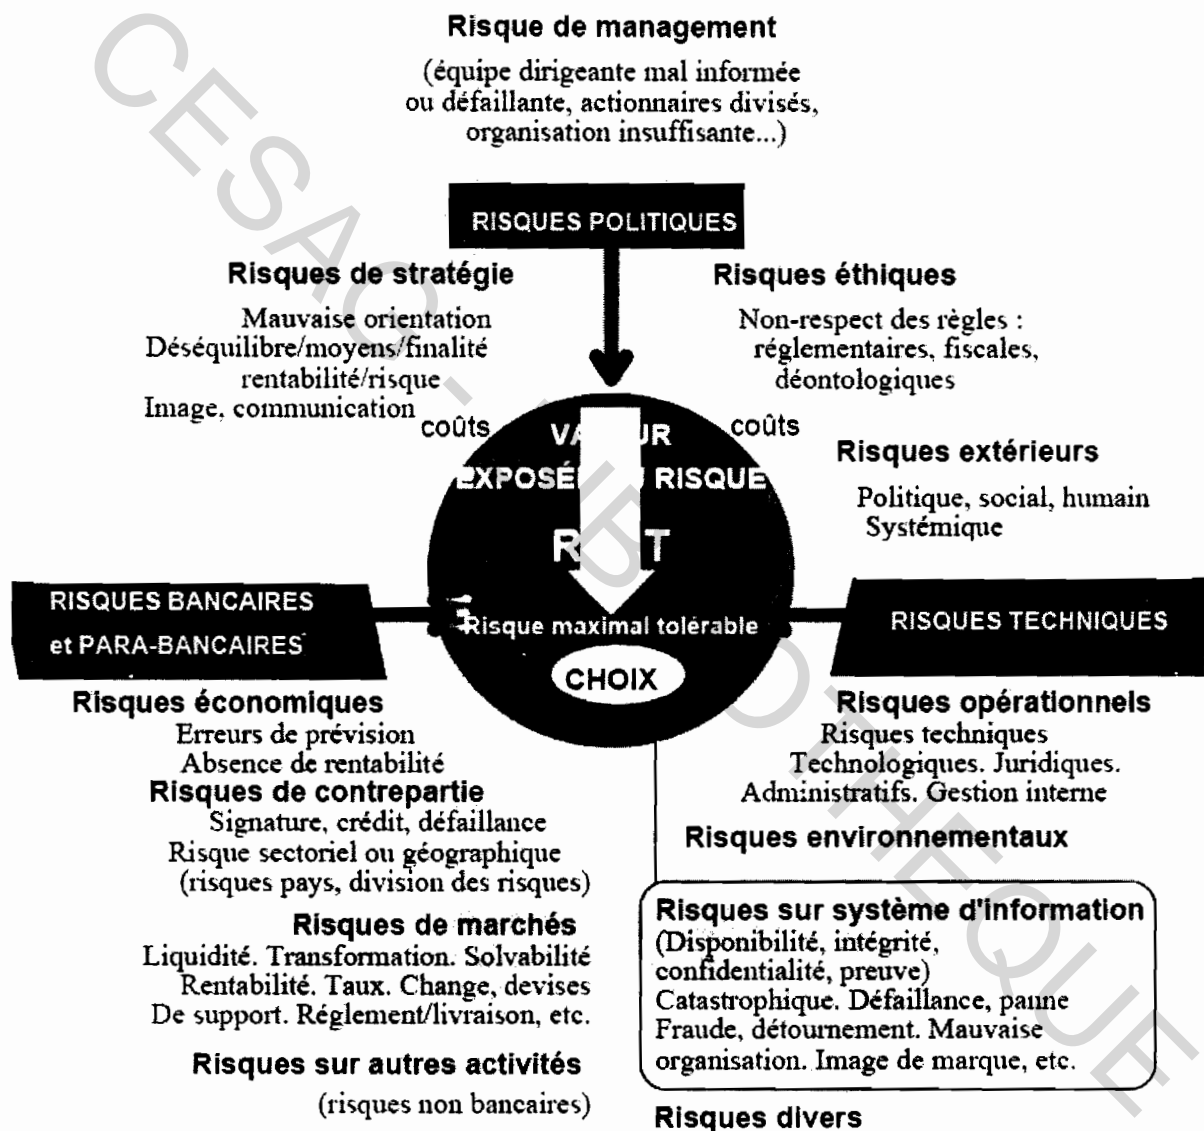 Risque de management
(équipe dirigeante mal informée
ou défaillante, actionnaires divisés,
organisation insuffisante...)
RISQUES POLITIQUES
Risques de stratégie
Mauvaise orientation
Déséquilibre/moyens/finalité
rentabilité/risque
Image, communication
Risques éthiques
Non-respect des règles :
réglementaires, fiscales,
déontologiques
coûts
coûts
RISQUE
R T
Risque maximal tolérable
CHOIX
Risques extérieurs
Politique, social, humain
Systémique
RISQUES BANCAIRES
et PARA-BANCAIRES
Risques économiques
Erreurs de prévision
Absence de rentabilité
Risques de contrepartie
Signature, crédit, défaillance
Risque sectoriel ou géographique
(risques pays, division des risques)
Risques de marchés
Liquidité. Transformation. Solvabilité
Rentabilité. Taux. Change, devises
De support. Réglement/livraison, etc.
Risques sur autres activités
(risques non bancaires)
RISQUES TECHNIQUES
Risques opérationnels
Risques techniques
Technologiques. Juridiques.
Administratifs. Gestion interne
Risques environnementaux
Risques sur système d'information
(Disponibilité, intégrité,
confidentialité, preuve)
Catastrophique. Défaillance, panne
Fraude, détournement. Mauvaise
organisation. Image de marque, etc.
Risques divers
CESAG - BIBLIOTHEQUE